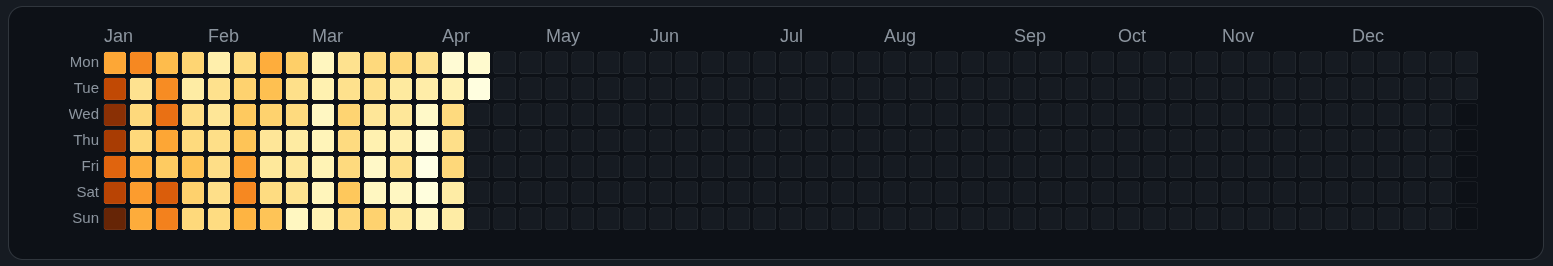 Jan Feb Mar Apr May Jun Jul Aug Sep Oct Nov Dec
Mon
Tue
Wed
Thu
Fri
Sat
Sun